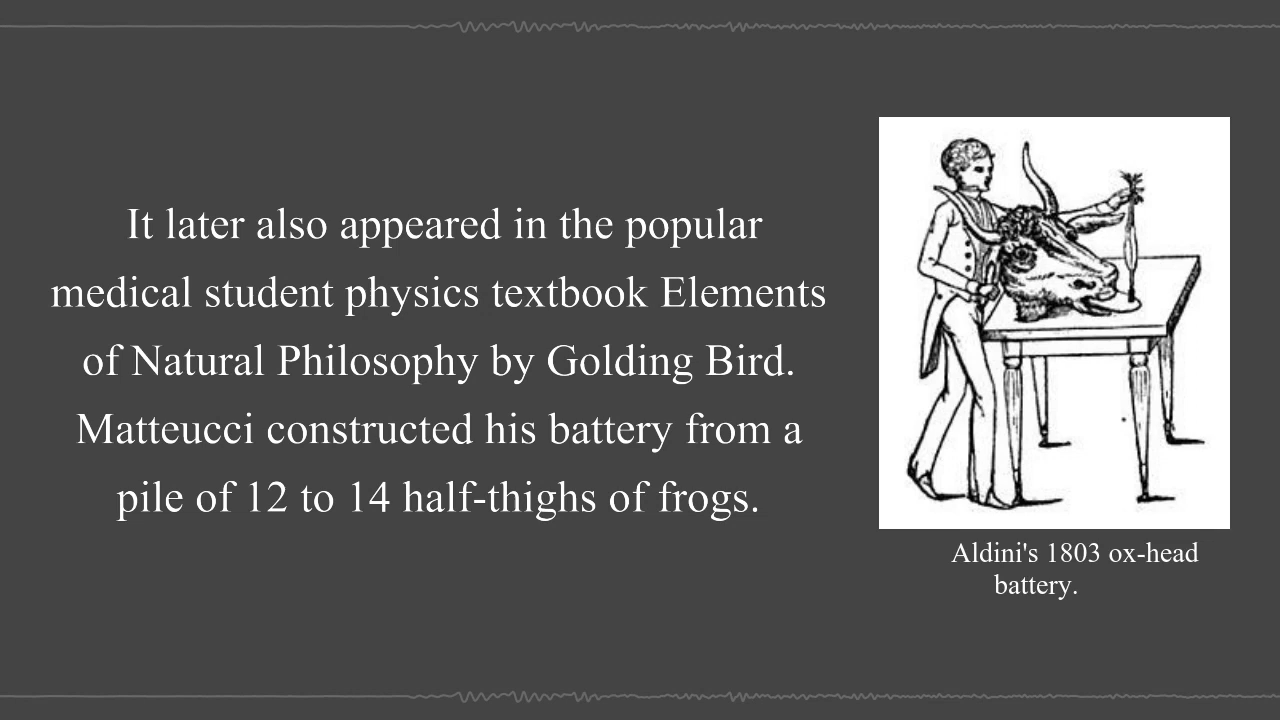 It later also appeared in the popular
medical student physics textbook Elements
of Natural Philosophy by Golding Bird.
Matteucci constructed his battery from a
pile of 12 to 14 half-thighs of frogs.
Aldini's 1803 ox-head
battery.